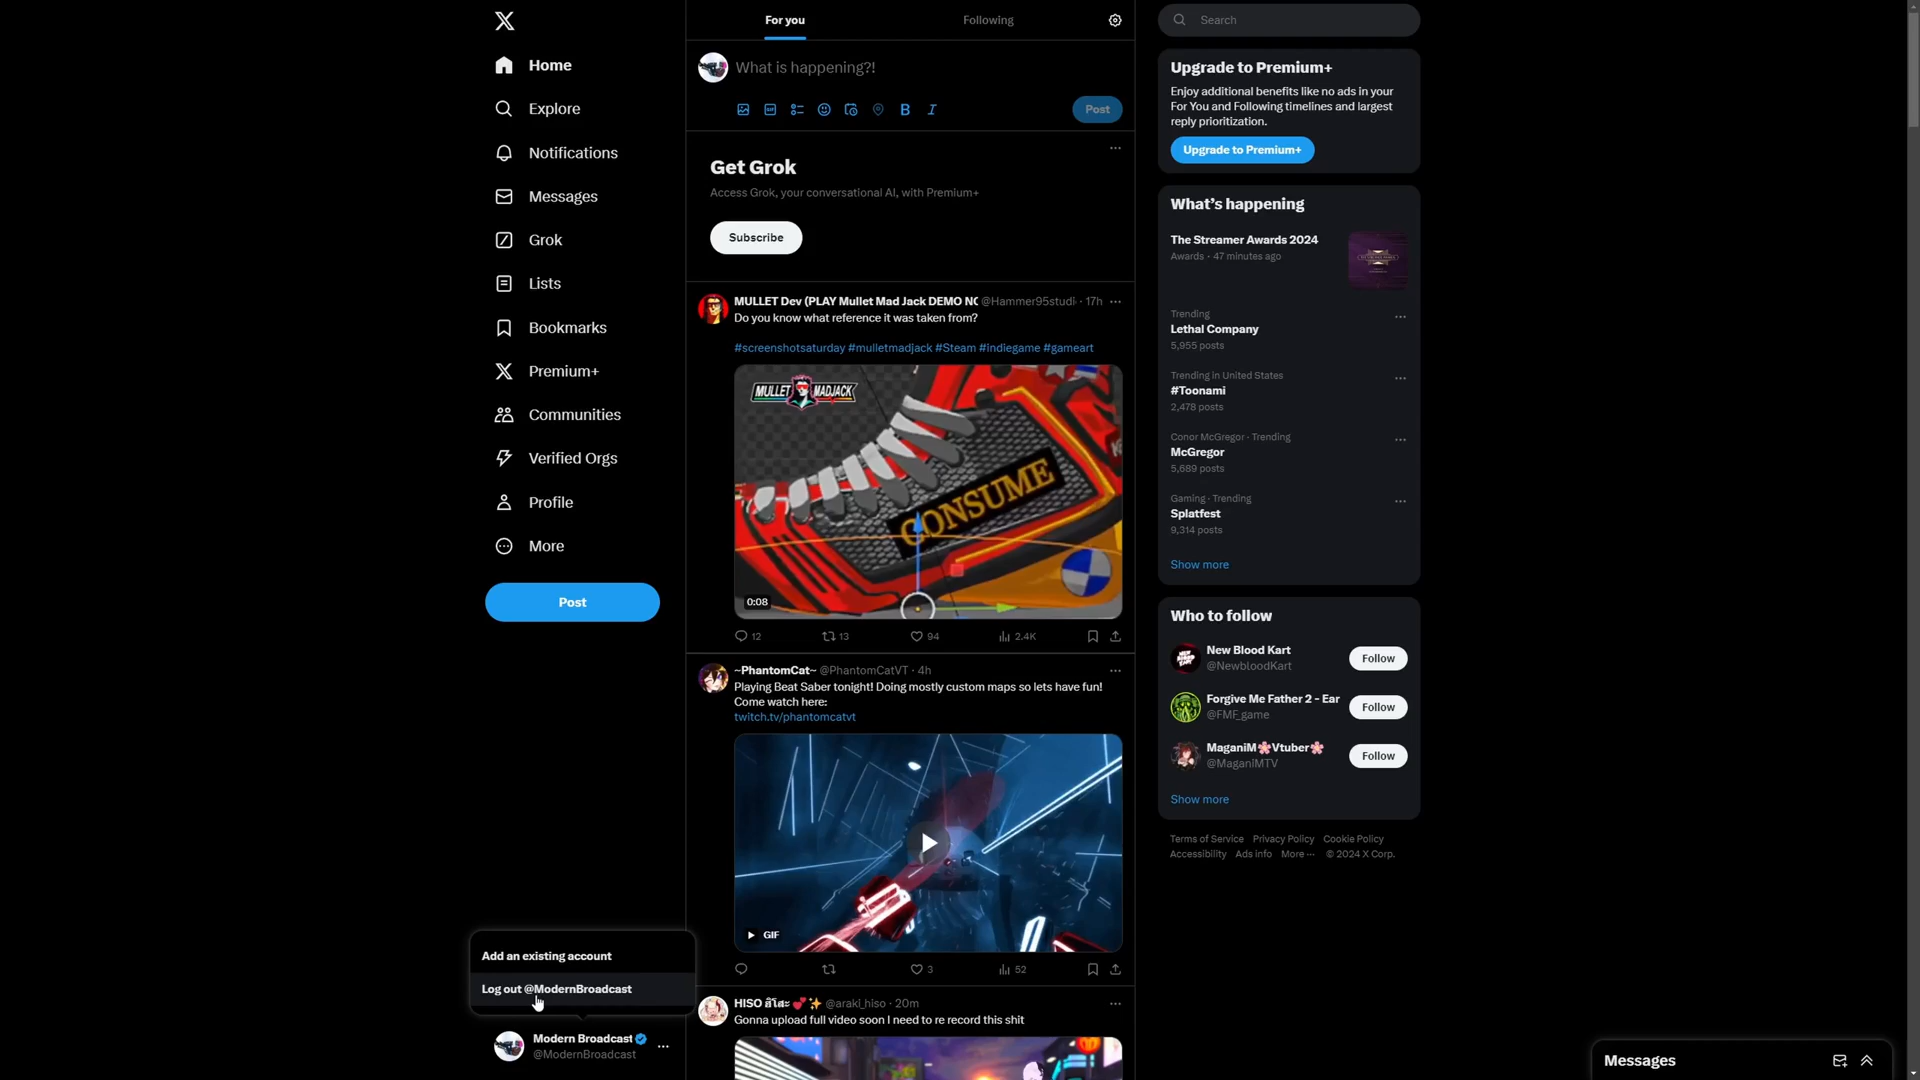 Home
Explore
Notifications
Messages
Grok
Lists
Bookmarks
Premium+
Communities
Verified Orgs
Profile
More
Post
Add an existing account
Log out @ModernBroadcast
Modern Broadcast
@ModernBroadcast
For you
Following
What is happening?!
Post
Get Grok
Access Grok, your conversational AI, with Premium+
Subscribe
MULLET Dev (PLAY Mullet Mad Jack DEMO NO @Hammer95studi · 17h
Do you know what reference it was taken from?
#screenshotsaturday #mulletmadjack #Steam #indiegame #gameart
MULLET MADJACK
CONSUME
0:08
12 13 94 2.4K
~PhantomCat~ @PhantomCatVT · 4h
Playing Beat Saber tonight! Doing mostly custom maps so lets have fun!
Come watch here:
twitch.tv/phantomcatvt
GIF
3 52
HISO ฮิโสะ 💕✨ @araki_hiso · 20m
Gonna upload full video soon I need to re record this shit
Search
Upgrade to Premium+
Enjoy additional benefits like no ads in your
For You and Following timelines and largest
reply prioritization.
Upgrade to Premium+
What's happening
The Streamer Awards 2024
Awards · 47 minutes ago
Trending
Lethal Company
5,955 posts
Trending in United States
#Toonami
2,478 posts
Conor McGregor · Trending
McGregor
5,689 posts
Gaming · Trending
Splatfest
9,314 posts
Show more
Who to follow
New Blood Kart
@NewbloodKart
Follow
Forgive Me Father 2 - Ear
@FMF_game
Follow
MaganiM🌸Vtuber🌸
@MaganiMTV
Follow
Show more
Terms of Service Privacy Policy Cookie Policy
Accessibility Ads info More ··· © 2024 X Corp.
Messages